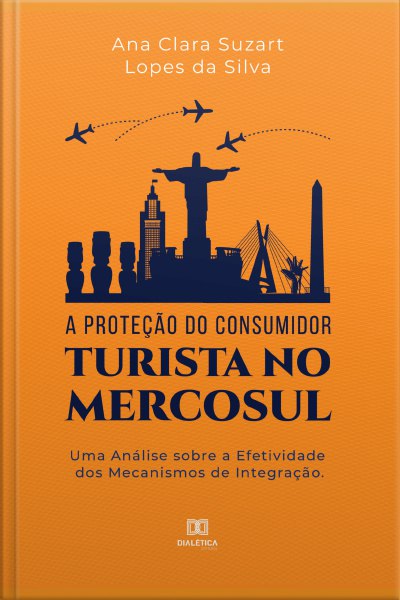 Ana Clara Suzart
Lopes da Silva
A PROTEÇÃO DO CONSUMIDOR
TURISTA NO
MERCOSUL
Uma Análise sobre a Efetividade
dos Mecanismos de Integração.
DIALÉTICA